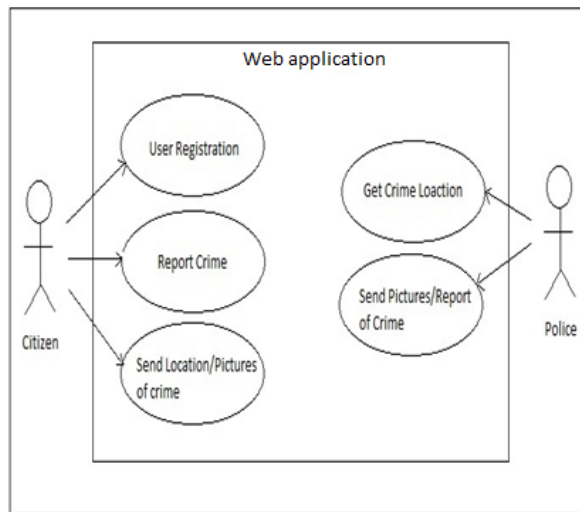 Web application
User Registration
Get Crime Loaction
Report Crime
Send Pictures/Report
of Crime
Citizen
Police
Send Location/Pictures
of crime